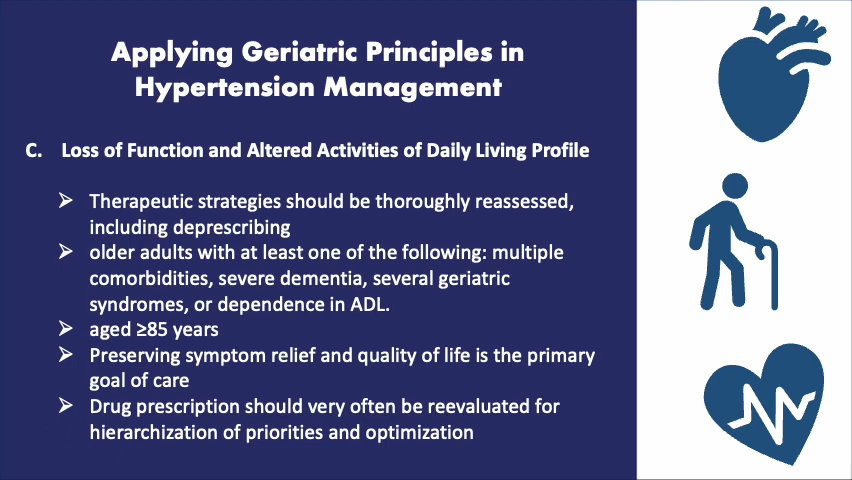 Applying Geriatric Principles in
Hypertension Management
C. Loss of Function and Altered Activities of Daily Living Profile
➢ Therapeutic strategies should be thoroughly reassessed,
including deprescribing
➢ older adults with at least one of the following: multiple
comorbidities, severe dementia, several geriatric
syndromes, or dependence in ADL.
➢ aged ≥85 years
➢ Preserving symptom relief and quality of life is the primary
goal of care
➢ Drug prescription should very often be reevaluated for
hierarchization of priorities and optimization